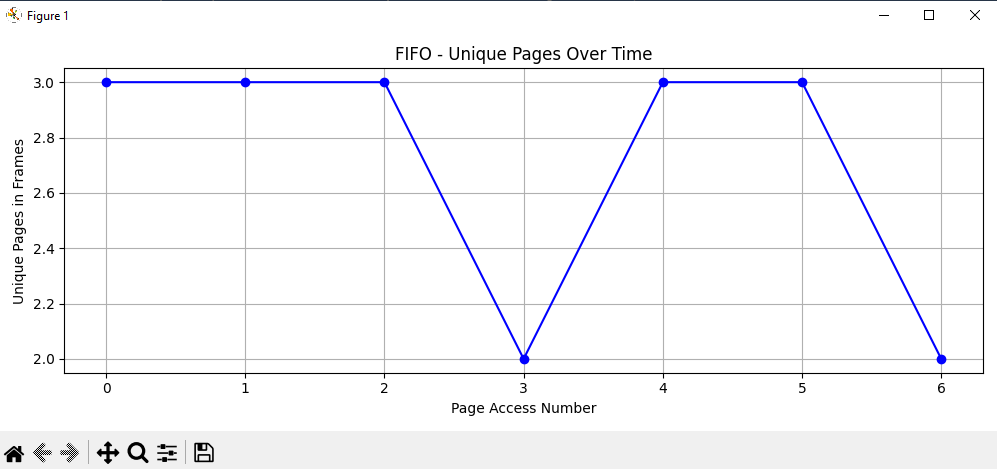 Figure 1
FIFO - Unique Pages Over Time
3.0
2.8
2.6
2.4
2.2
2.0
Unique Pages in Frames
0 1 2 3 4 5 6
Page Access Number